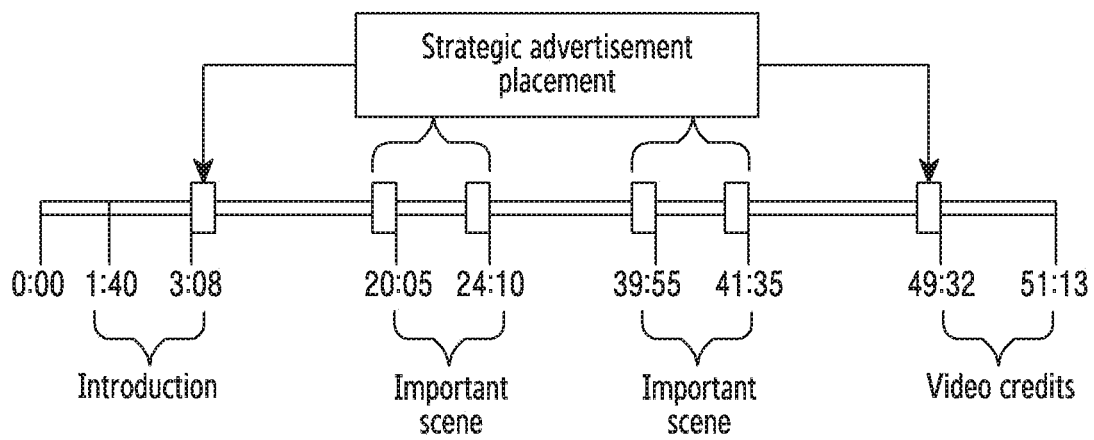 Strategic advertisement
placement
0:00 1:40 3:08 20:05 24:10 39:55 41:35 49:32 51:13
Introduction Important Important Video credits
scene scene